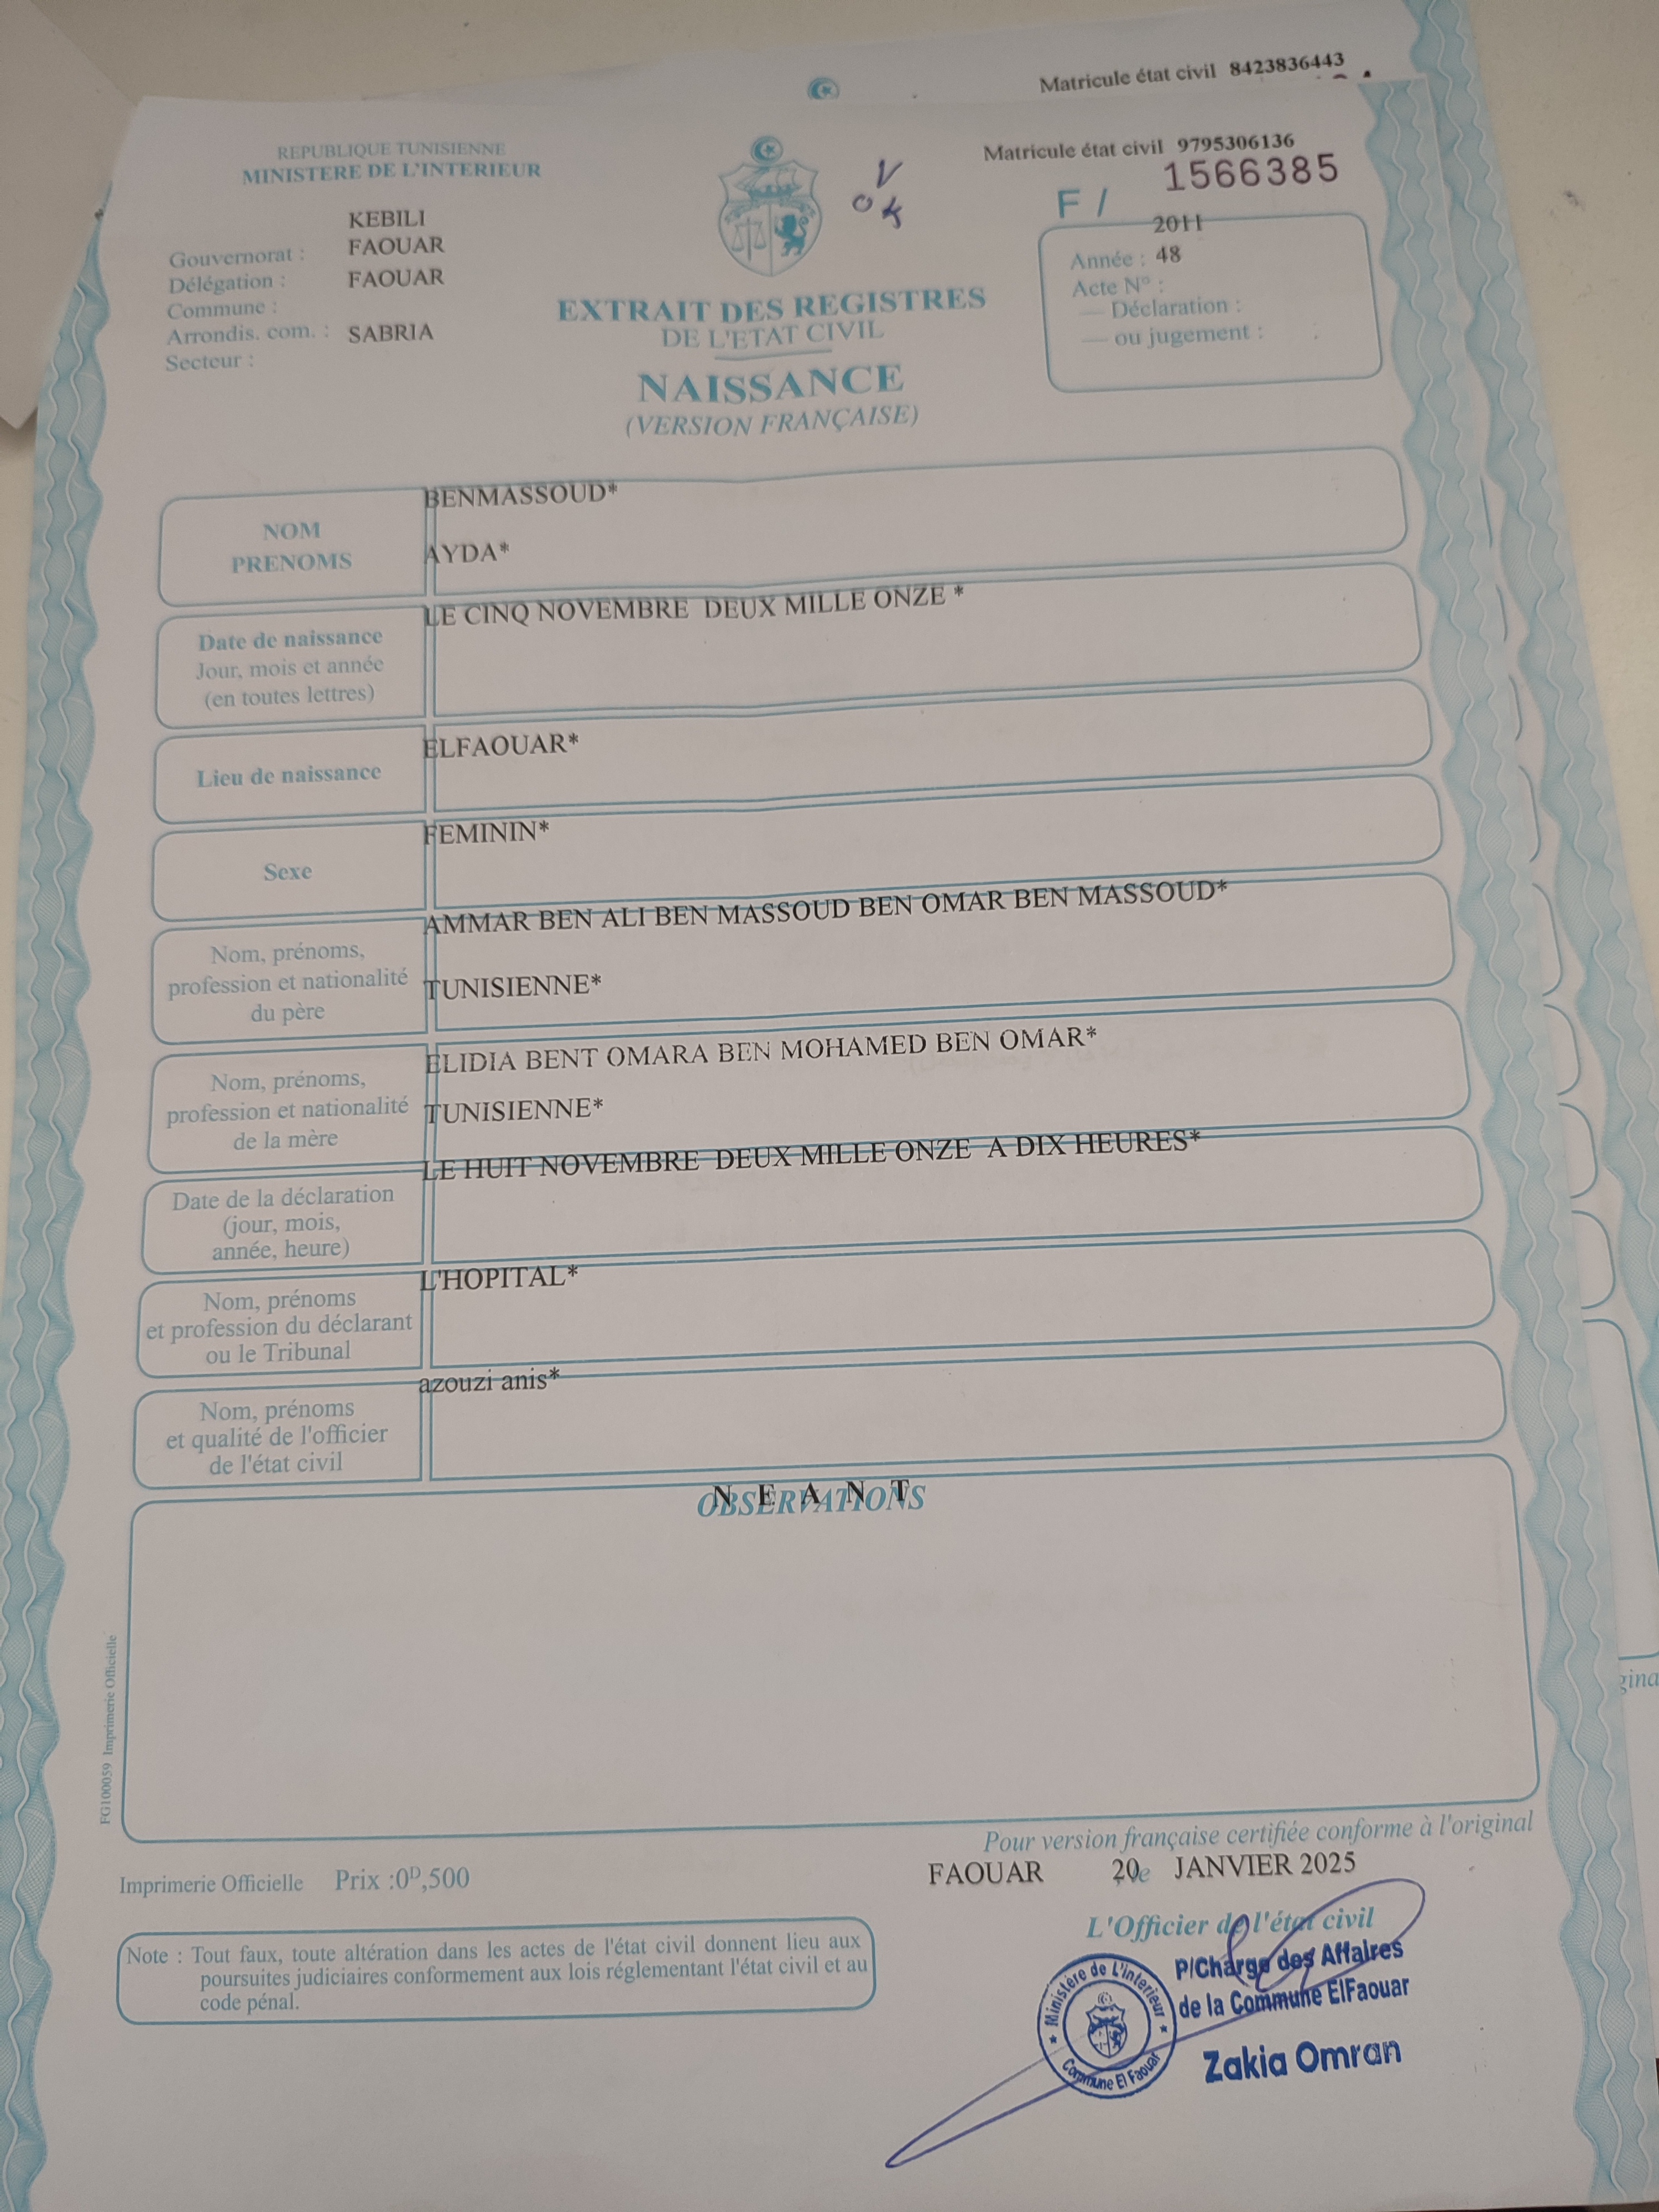 Matricule état civil 8423836443
REPUBLIQUE TUNISIENNE
MINISTERE DE L'INTERIEUR
Matricule état civil 9795306136
F / 1566385
V
OK
KEBILI
Gouvernorat : FAOUAR
Délégation : FAOUAR
Commune :
Arrondis. com. : SABRIA
Secteur :
2011
Année : 48
Acte N° :
— Déclaration :
— ou jugement :
EXTRAIT DES REGISTRES
DE L'ETAT CIVIL
NAISSANCE
(VERSION FRANÇAISE)
NOM
PRENOMS
BENMASSOUD*
AYDA*
Date de naissance
Jour, mois et année
(en toutes lettres)
LE CINQ NOVEMBRE DEUX MILLE ONZE *
Lieu de naissance
ELFAOUAR*
Sexe
FEMININ*
Nom, prénoms,
profession et nationalité
du père
AMMAR BEN ALI BEN MASSOUD BEN OMAR BEN MASSOUD*
TUNISIENNE*
Nom, prénoms,
profession et nationalité
de la mère
ELIDIA BENT OMARA BEN MOHAMED BEN OMAR*
TUNISIENNE*
Date de la déclaration
(jour, mois,
année, heure)
LE HUIT NOVEMBRE DEUX MILLE ONZE A DIX HEURES*
Nom, prénoms
et profession du déclarant
ou le Tribunal
L'HOPITAL*
Nom, prénoms
et qualité de l'officier
de l'état civil
azouzi anis*
OBSERVATIONS
N E A N T
FG100059 Imprimerie Officielle
Pour version française certifiée conforme à l'original
Imprimerie Officielle Prix :0ᴰ,500
FAOUAR 20 JANVIER 2025
L'Officier de l'état civil
Note : Tout faux, toute altération dans les actes de l'état civil donnent lieu aux
poursuites judiciaires conformement aux lois réglementant l'état civil et au
code pénal.
P/Charge des Affaires
de la Commune ElFaouar
Zakia Omran
Ministère de L'Interieur
Commune El Faouar